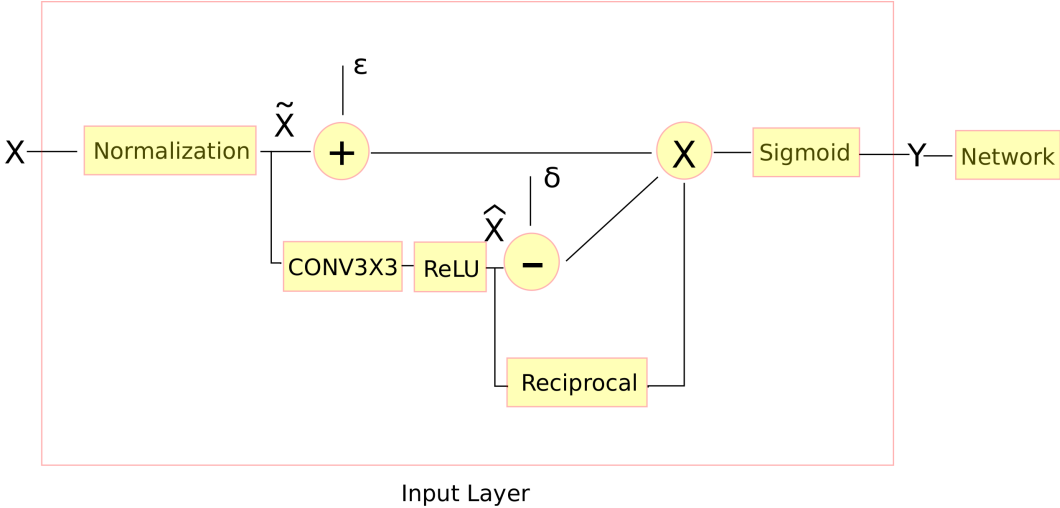 ε
X̃
X
Normalization
+
X
Sigmoid
Y
Network
δ
X̂
CONV3X3
ReLU
-
Reciprocal
Input Layer